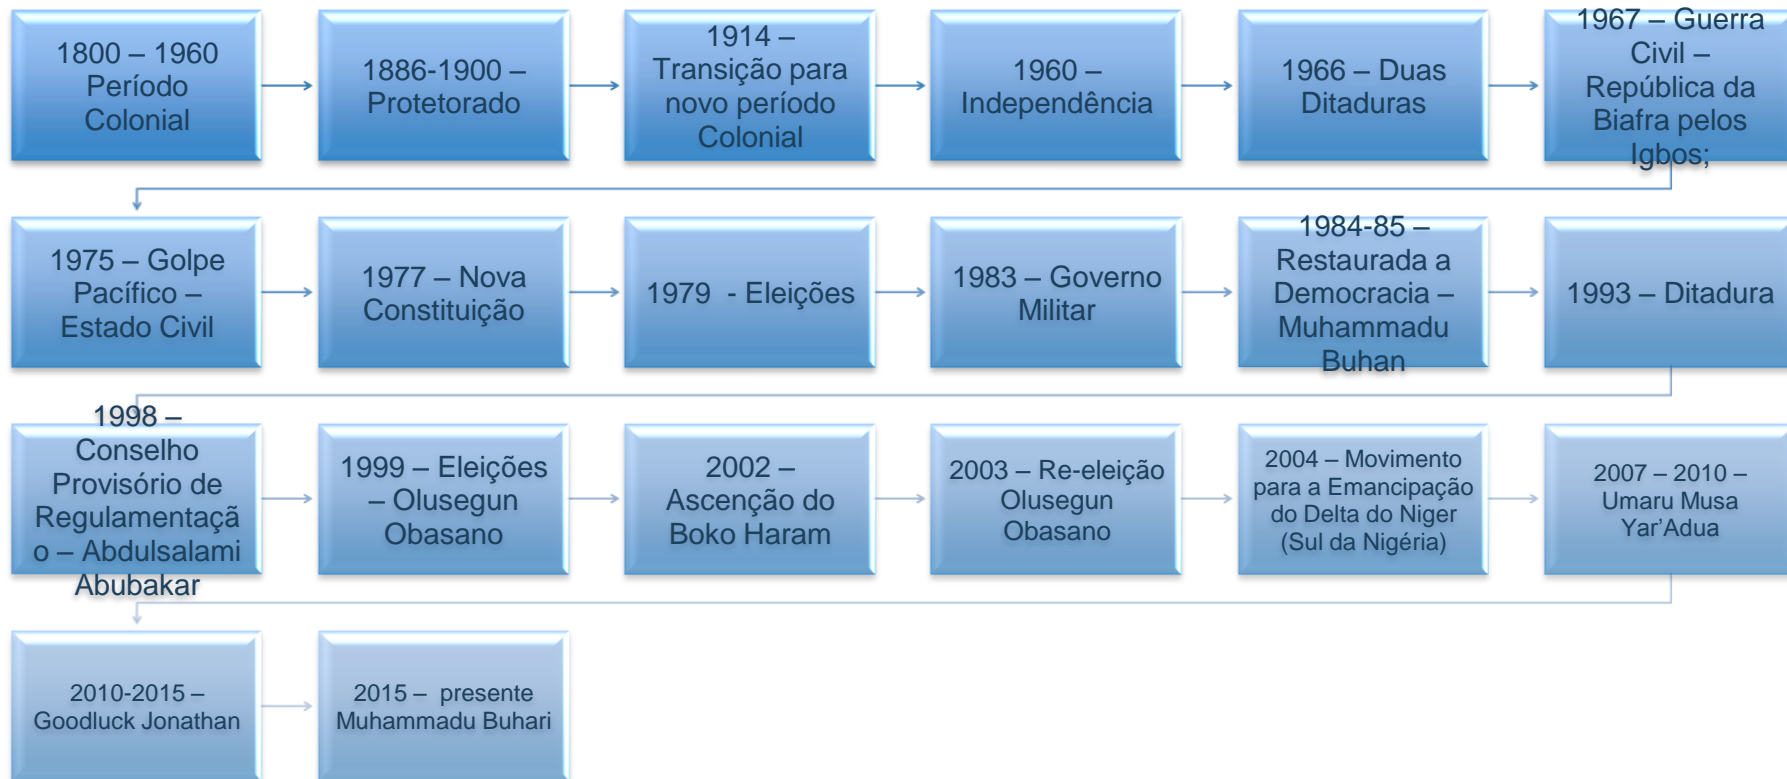 1800 – 1960
Período
Colonial
1886-1900 –
Protetorado
1914 –
Transição para
novo período
Colonial
1960 –
Independência
1966 – Duas
Ditaduras
1967 – Guerra
Civil –
República da
Biafra pelos
Igbos;
1975 – Golpe
Pacífico –
Estado Civil
1977 – Nova
Constituição
1979  - Eleições
1983 – Governo
Militar
1984-85 –
Restaurada a
Democracia –
Muhammadu
Buhan
1993 – Ditadura
1998 –
Conselho
Provisório de
Regulamentaçã
o – Abdulsalami
Abubakar
1999 – Eleições
– Olusegun
Obasano
2002 –
Ascenção do
Boko Haram
2003 – Re-eleição
Olusegun
Obasano
2004 – Movimento
para a Emancipação
do Delta do Niger
(Sul da Nigéria)
2007 – 2010 –
Umaru Musa
Yar’Adua
2010-2015 –
Goodluck Jonathan
2015 –  presente
Muhammadu Buhari